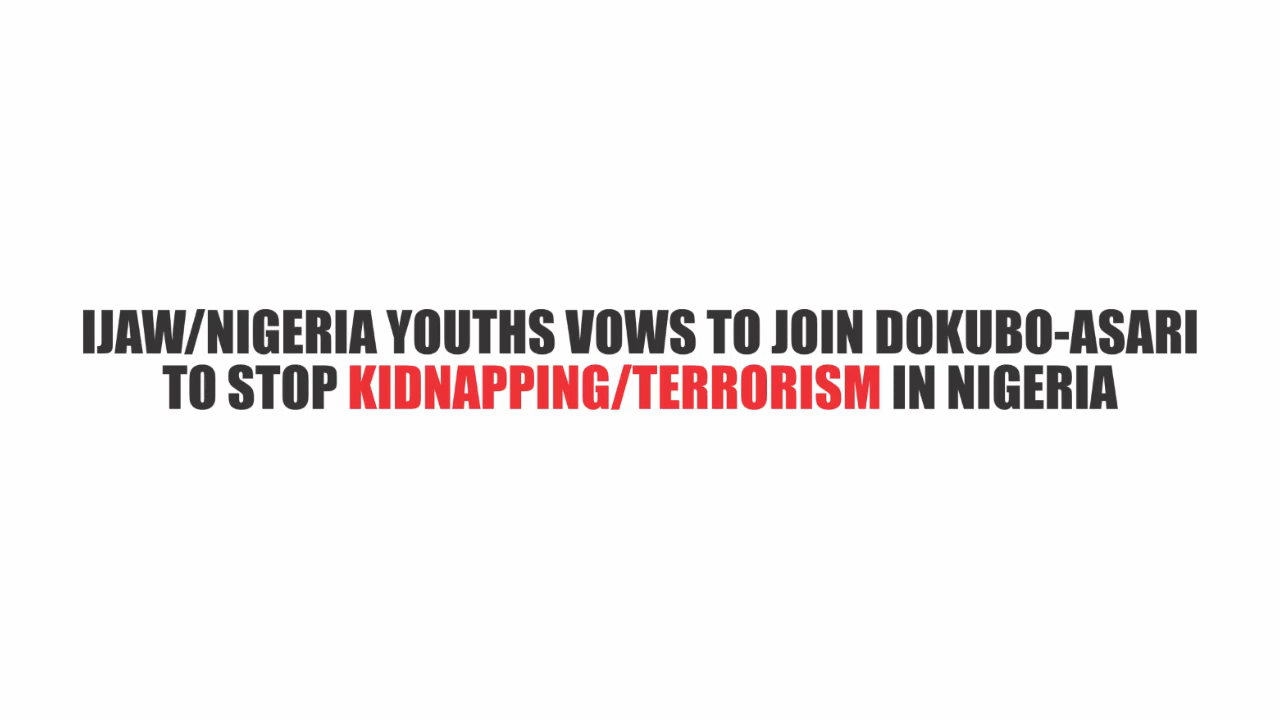 IJAW/NIGERIA YOUTHS VOWS TO JOIN DOKUBO-ASARI
TO STOP KIDNAPPING/TERRORISM IN NIGERIA